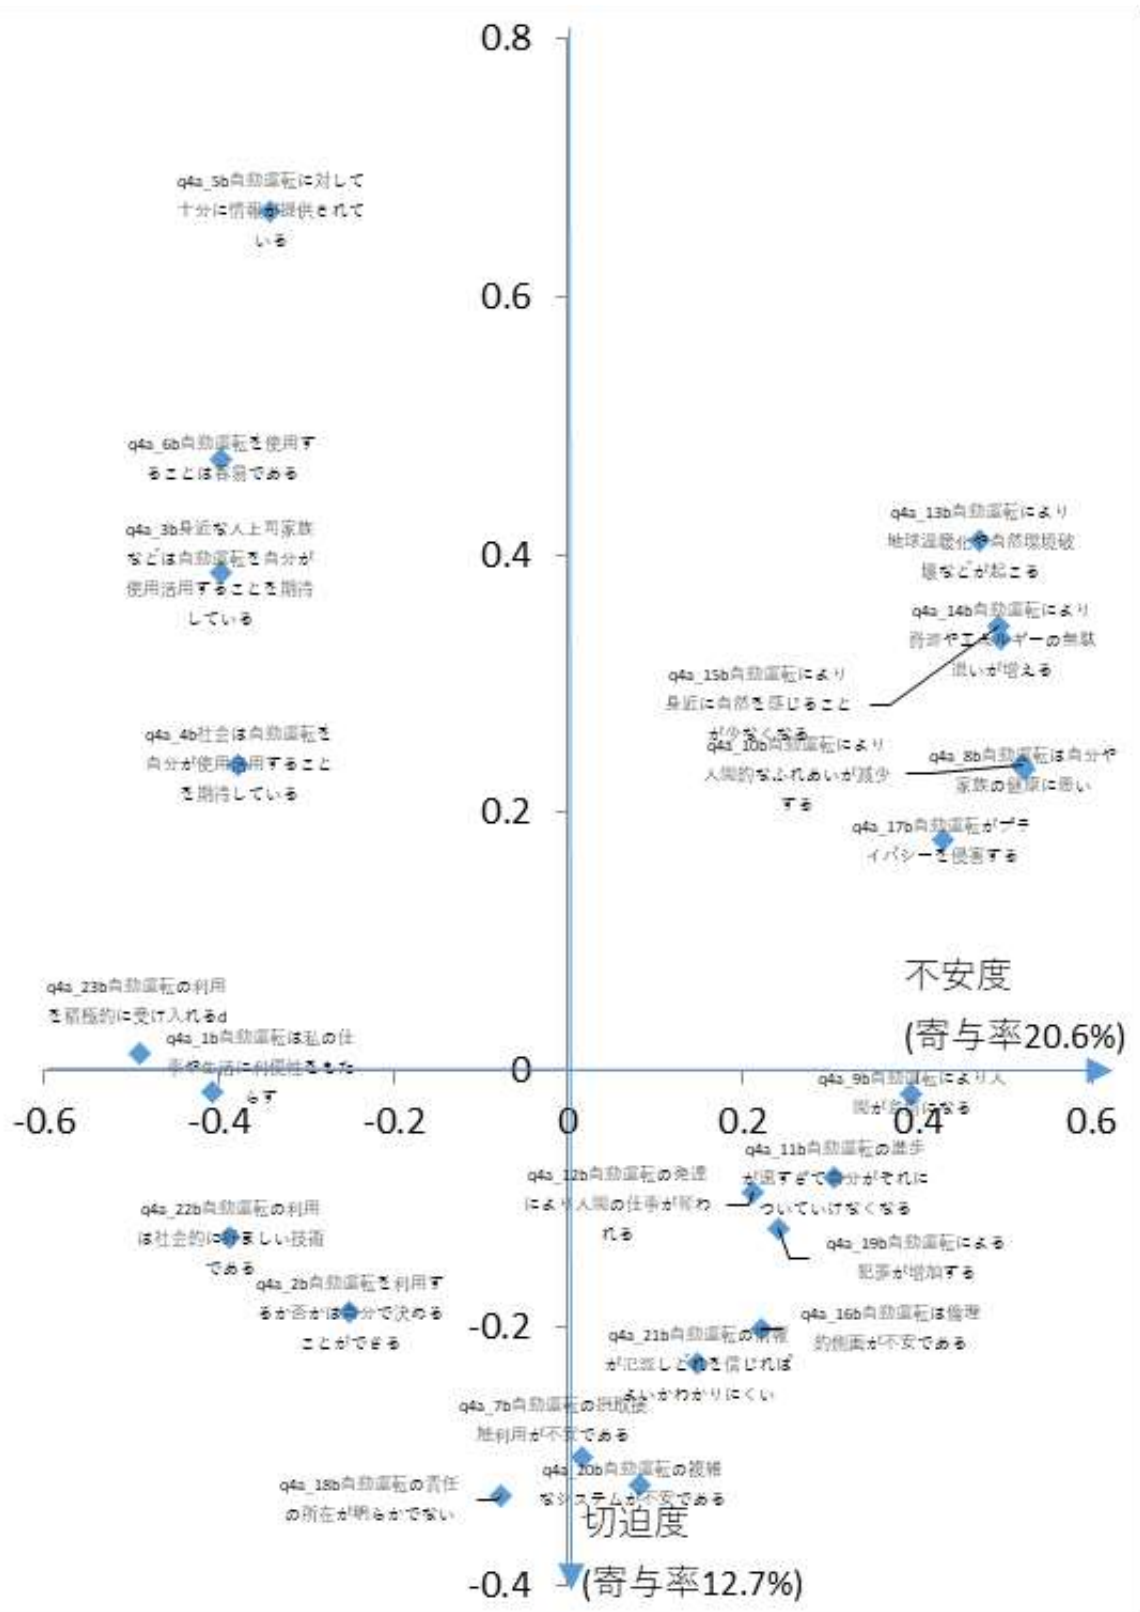 0.8
q4a_5b自動運転に対して
十分に情報が提供されて
いる
0.6
q4a_6b自動運転を使用す
ることは容易である
q4a_3b身近な人上司家族
などは自動運転を自分が
使用活用することを期待
している
0.4
q4a_13b自動運転により
地球温暖化や自然環境破
壊などが起こる
q4a_14b自動運転により
資源やエネルギーの無駄
遣いが増える
q4a_15b自動運転により
身近に自然を感じること
が少なくなる
q4a_4b社会は自動運転を
自分が使用活用すること
を期待している
q4a_10b自動運転により
人間的なふれあいが減少
する
q4a_8b自動運転は自分や
家族の健康に悪い
0.2
q4a_17b自動運転がプラ
イバシーを侵害する
不安度
(寄与率20.6%)
q4a_23b自動運転の利用
を積極的に受け入れるd
q4a_1b自動運転は私の仕
事や生活に利便性をもた
らす
0
q4a_9b自動運転により人
間が怠惰になる
-0.6
-0.4
-0.2
0
0.2
0.4
0.6
q4a_11b自動運転の進歩
が速すぎて自分がそれに
ついていけなくなる
q4a_12b自動運転の発達
により人間の仕事が奪わ
れる
q4a_22b自動運転の利用
は社会的に好ましい技術
である
q4a_19b自動運転による
犯罪が増加する
q4a_2b自動運転を利用す
るか否かは自分で決める
ことができる
-0.2
q4a_16b自動運転は倫理
的側面が不安である
q4a_21b自動運転の情報
が氾濫しどれを信じれば
よいかわかりにくい
q4a_7b自動運転の
利用が不安である
q4a_18b自動運転の責任
の所在が明らかでない
q4a_20b自動運転の複雑
なシステムが不安である
切迫度
-0.4
(寄与率12.7%)